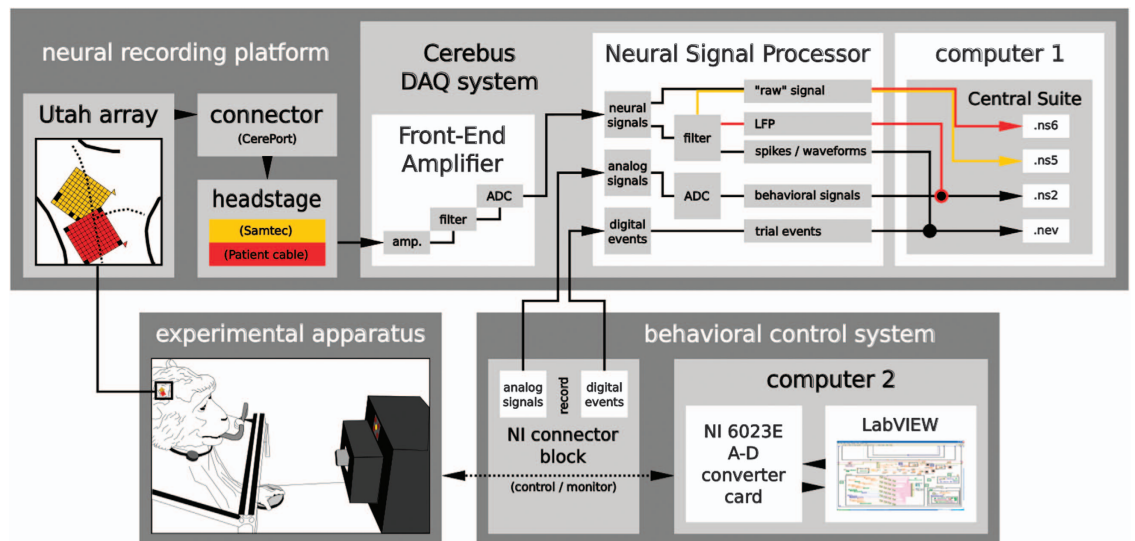 neural recording platform
Utah array
connector
(CerePort)
headstage
(Samtec)
(Patient cable)
Cerebus
DAQ system
Front-End
Amplifier
amp.
filter
ADC
Neural Signal Processor
neural
signals
analog
signals
digital
events
filter
ADC
"raw" signal
LFP
spikes / waveforms
behavioral signals
trial events
computer 1
Central Suite
.ns6
.ns5
.ns2
.nev
experimental apparatus
behavioral control system
analog
signals
record
digital
events
NI connector
block
(control / monitor)
computer 2
NI 6023E
A-D
converter
card
LabVIEW